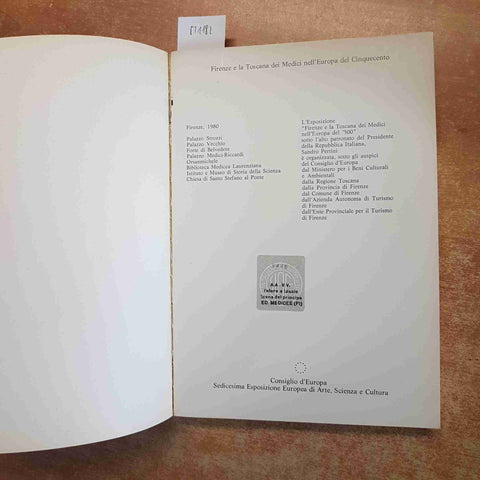 Firenze e la Toscana dei Medici nell'Europa del Cinquecento
Firenze, 1980
Palazzo Strozzi
Palazzo Vecchio
Forte di Belvedere
Palazzo Medici-Riccardi
Orsanmichele
Biblioteca Medicea Laurenziana
Istituto e Museo di Storia della Scienza
Chiesa di Santo Stefano al Ponte
L'Esposizione
"Firenze e la Toscana dei Medici
nell'Europa del '500"
sotto l'alto patronato del Presidente
della Repubblica Italiana,
Sandro Pertini
è organizzata, sotto gli auspici
del Consiglio d'Europa
dal Ministero per i Beni Culturali
e Ambientali
dalla Regione Toscana
dalla Provincia di Firenze
dal Comune di Firenze
dall'Azienda Autonoma di Turismo
di Firenze
dall'Ente Provinciale per il Turismo
di Firenze
A.A. V.V.
Potere e
scena del principe
ED. MEDICEE (FI)
Consiglio d'Europa
Sedicesima Esposizione Europea di Arte, Scienza e Cultura